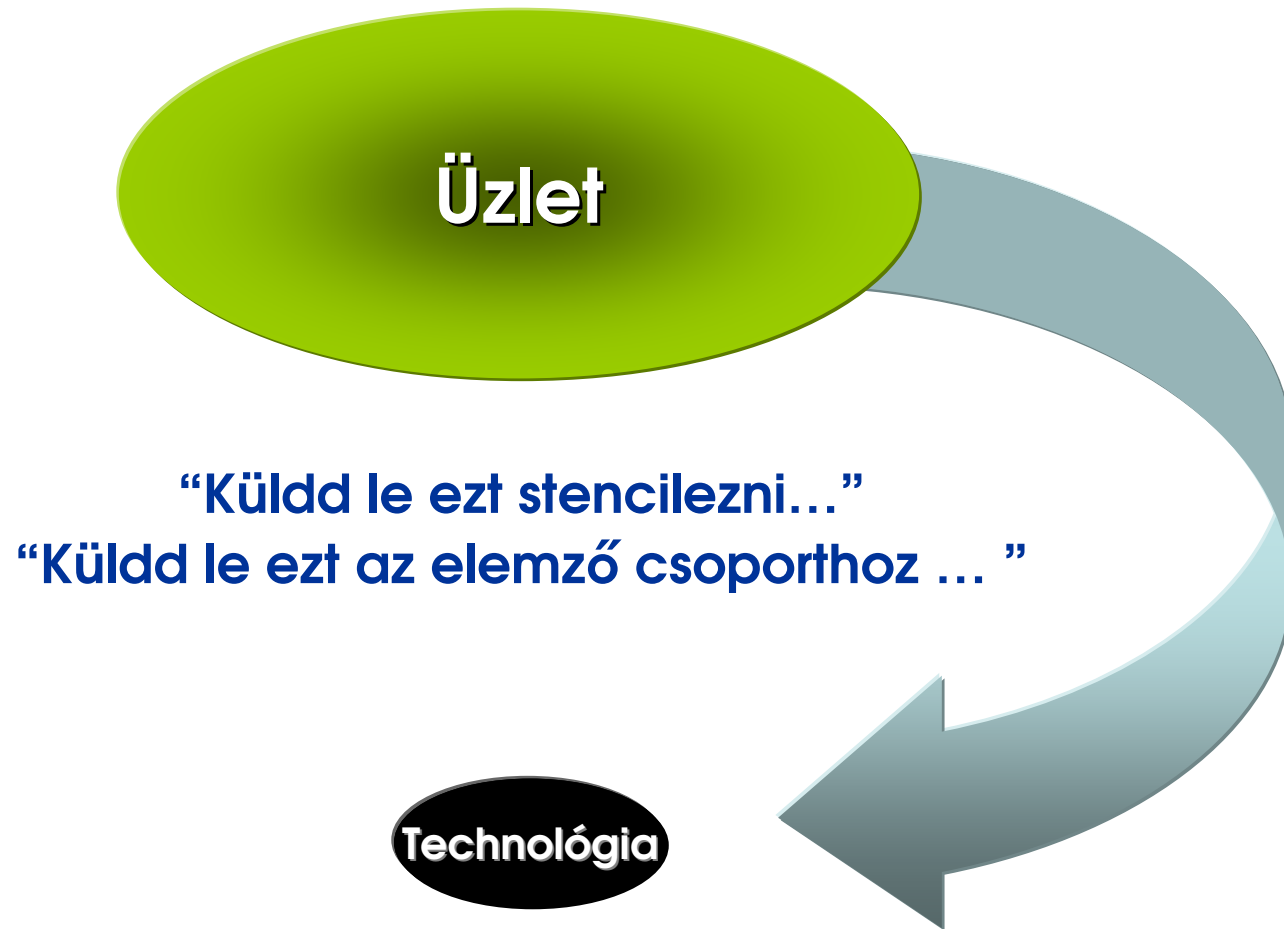 Üzlet
“Küldd le ezt stencilezni…”
“Küldd le ezt az elemző csoporthoz … ”
Technológia